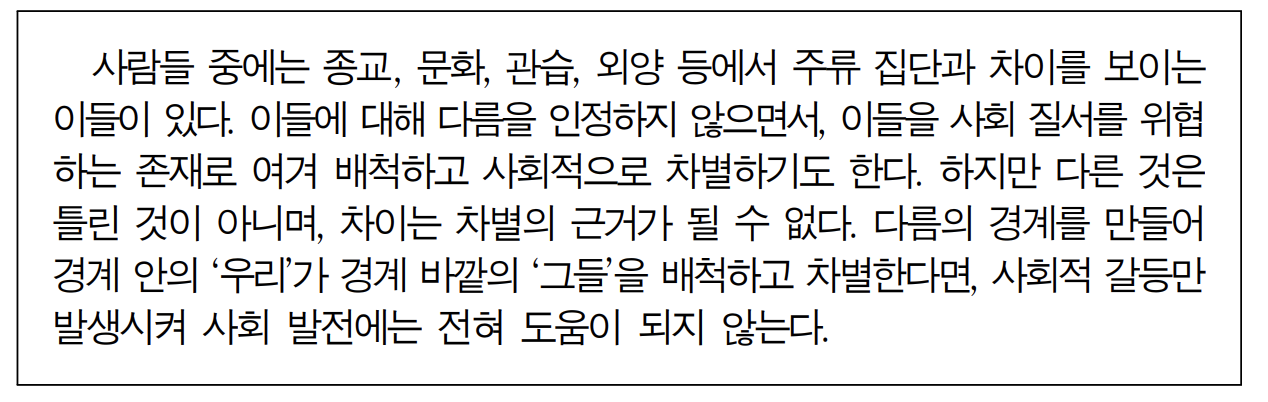 사람들 중에는 종교, 문화, 관습, 외양 등에서 주류 집단과 차이를 보이는
이들이 있다. 이들에 대해 다름을 인정하지 않으면서, 이들을 사회 질서를 위협
하는 존재로 여겨 배척하고 사회적으로 차별하기도 한다. 하지만 다른 것은
틀린 것이 아니며, 차이는 차별의 근거가 될 수 없다. 다름의 경계를 만들어
경계 안의 ‘우리’가 경계 바깥의 ‘그들’을 배척하고 차별한다면, 사회적 갈등만
발생시켜 사회 발전에는 전혀 도움이 되지 않는다.